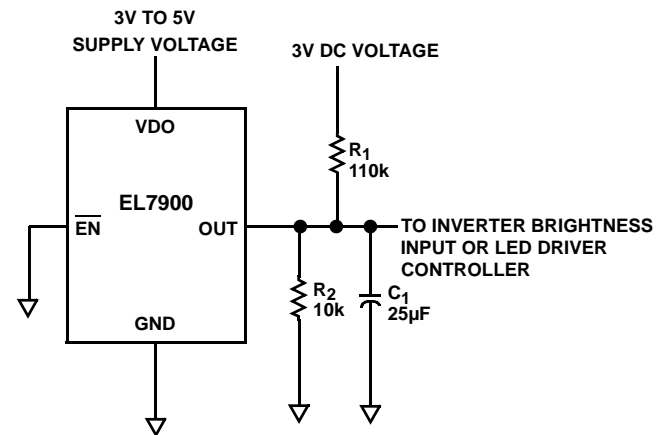 3V TO 5V
SUPPLY VOLTAGE
3V DC VOLTAGE
VDO
R1
110k
EL7900
EN
OUT
TO INVERTER BRIGHTNESS
INPUT OR LED DRIVER
CONTROLLER
R2
10k
C1
25µF
GND